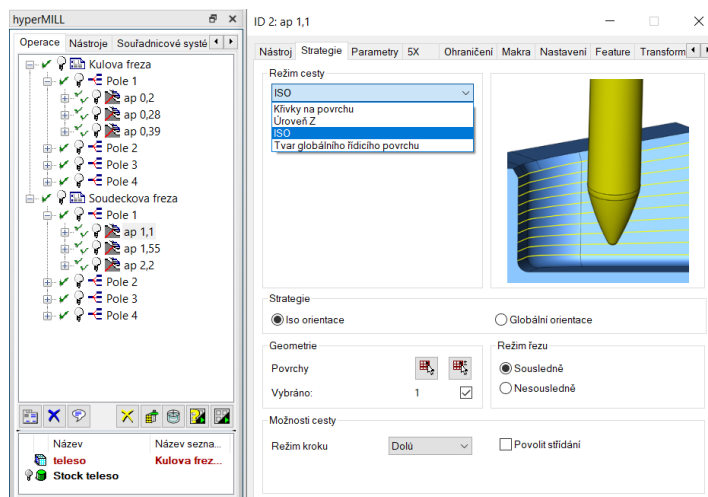 hyperMILL
Operace Nástroje Souřadnicové systé
Kulova freza
Pole 1
ap 0,2
ap 0,28
ap 0,39
Pole 2
Pole 3
Pole 4
Soudeckova freza
Pole 1
ap 1,1
ap 1,55
ap 2,2
Pole 2
Pole 3
Pole 4
Název Název sezna...
teleso Kulova frez...
Stock teleso
ID 2: ap 1,1
Nástroj Strategie Parametry 5X Ohraničení Makra Nastavení Feature Transform
Režim cesty
ISO
Křivky na povrchu
Úroveň Z
ISO
Tvar globálního řídicího povrchu
Strategie
Iso orientace Globální orientace
Geometrie
Povrchy
Vybráno: 1
Režim řezu
Sousledně
Nesousledně
Možnosti cesty
Režim kroku Dolů Povolit střídání